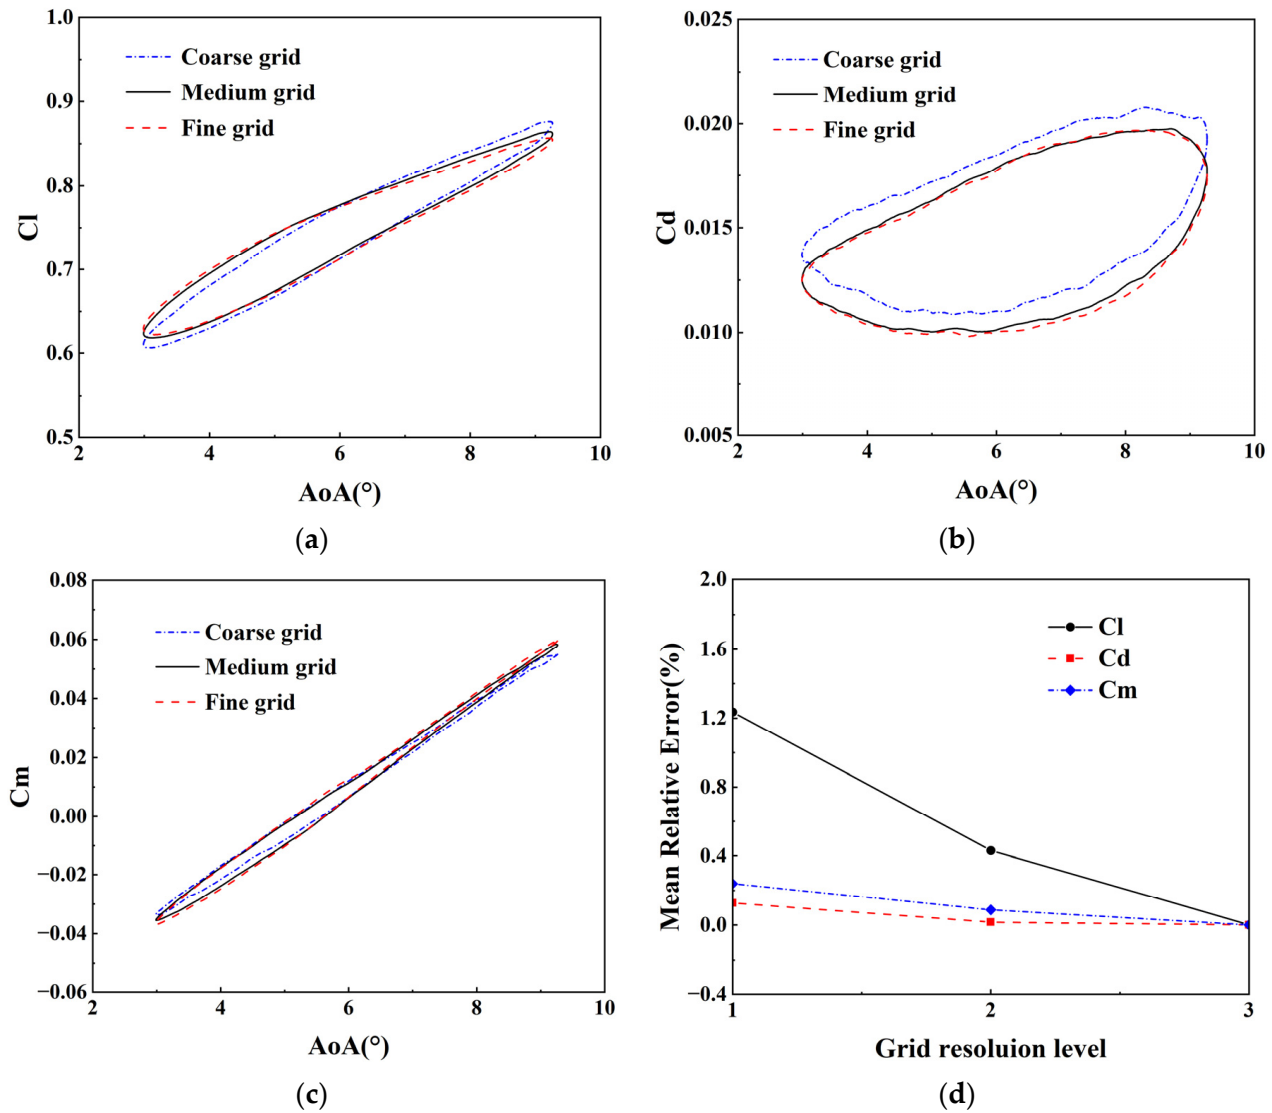 1.0
0.9
0.8
0.7
0.6
0.5
Cl
Coarse grid
Medium grid
Fine grid
2 4 6 8 10
AoA(°)
(a)
0.025
0.020
0.015
0.010
0.005
Cd
Coarse grid
Medium grid
Fine grid
2 4 6 8 10
AoA(°)
(b)
0.08
0.06
0.04
0.02
0.00
−0.02
−0.04
−0.06
Cm
Coarse grid
Medium grid
Fine grid
2 4 6 8 10
AoA(°)
(c)
2.0
1.6
1.2
0.8
0.4
0.0
−0.4
Mean Relative Error(%)
Cl
Cd
Cm
1 2 3
Grid resoluion level
(d)